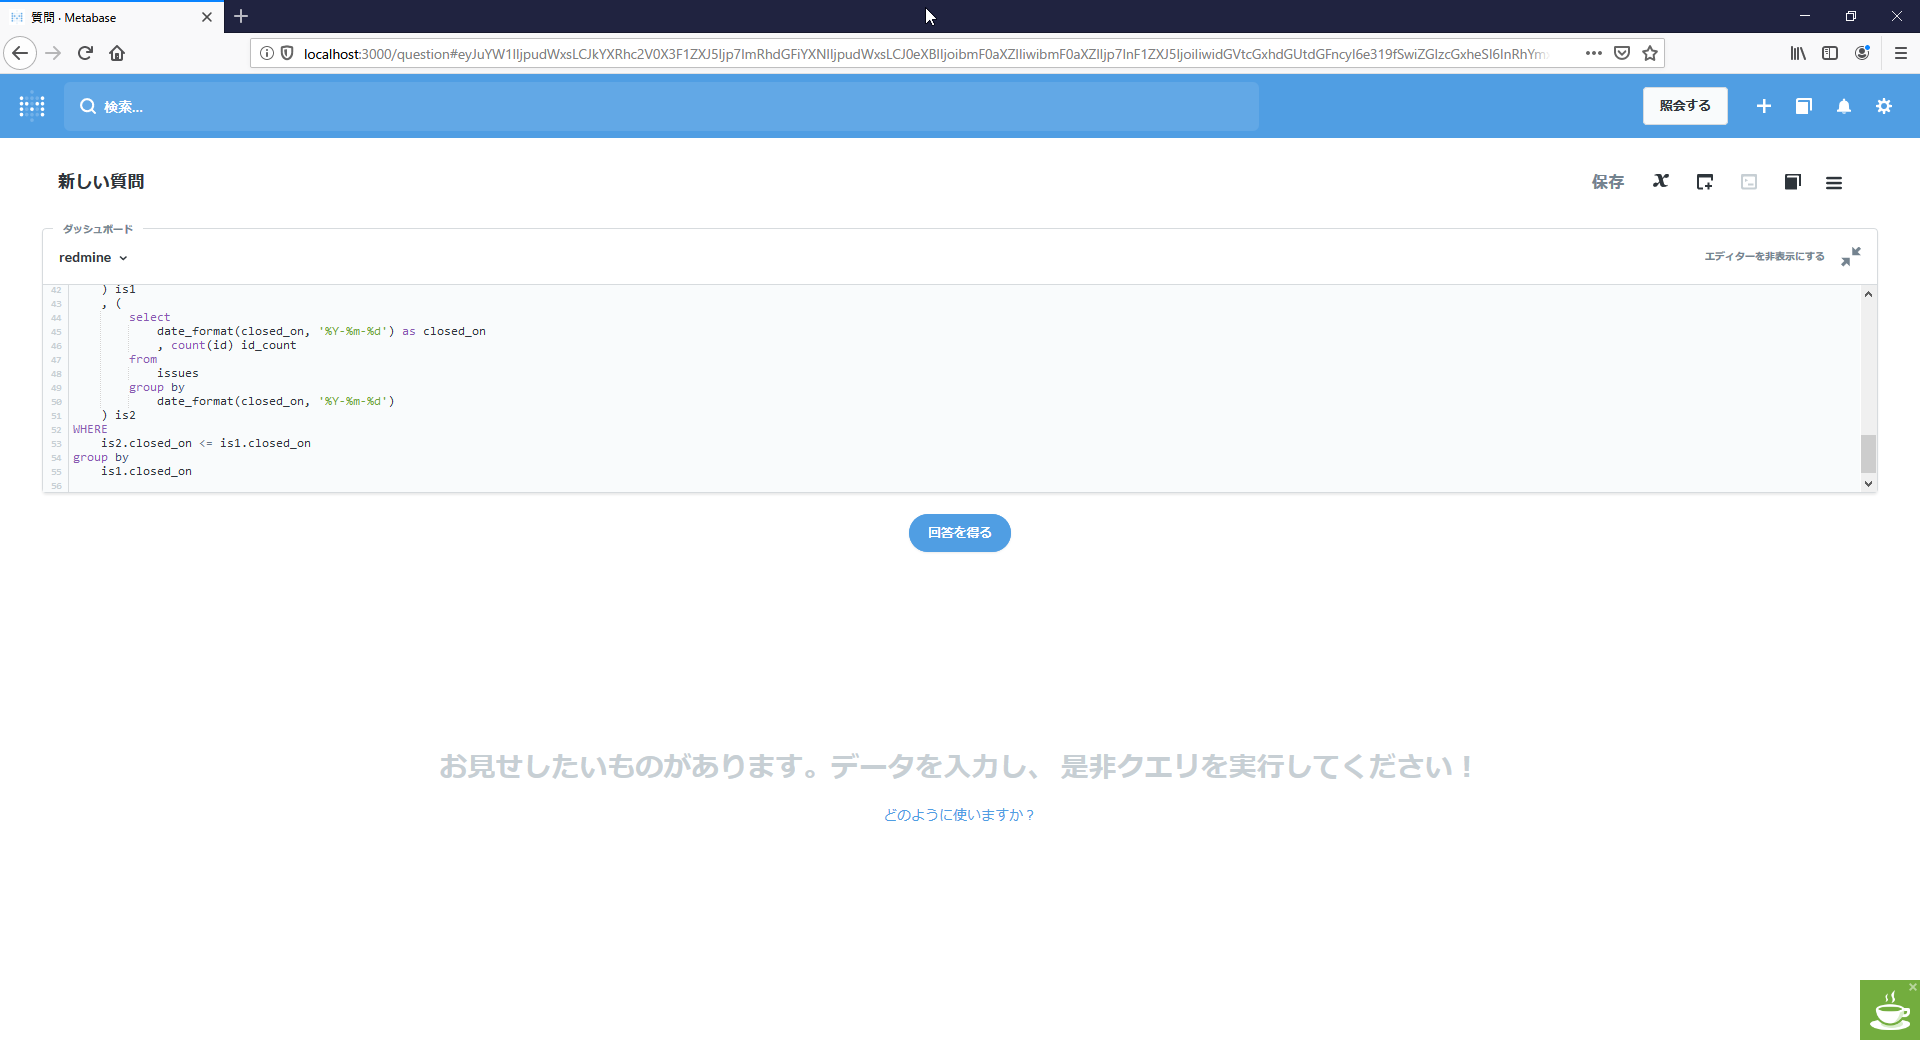 質問 · Metabase
localhost:3000/question#
検索...
照会する
新しい質問
保存
ダッシュボード
redmine
エディターを非表示にする
42 ) is1
43 , (
44 select
45 date_format(closed_on, '%Y-%m-%d') as closed_on
46 , count(id) id_count
47 from
48 issues
49 group by
50 date_format(closed_on, '%Y-%m-%d')
51 ) is2
52 WHERE
53 is2.closed_on <= is1.closed_on
54 group by
55 is1.closed_on
56
回答を得る
お見せしたいものがあります。データを入力し、 是非クエリを実行してください！
どのように使いますか？